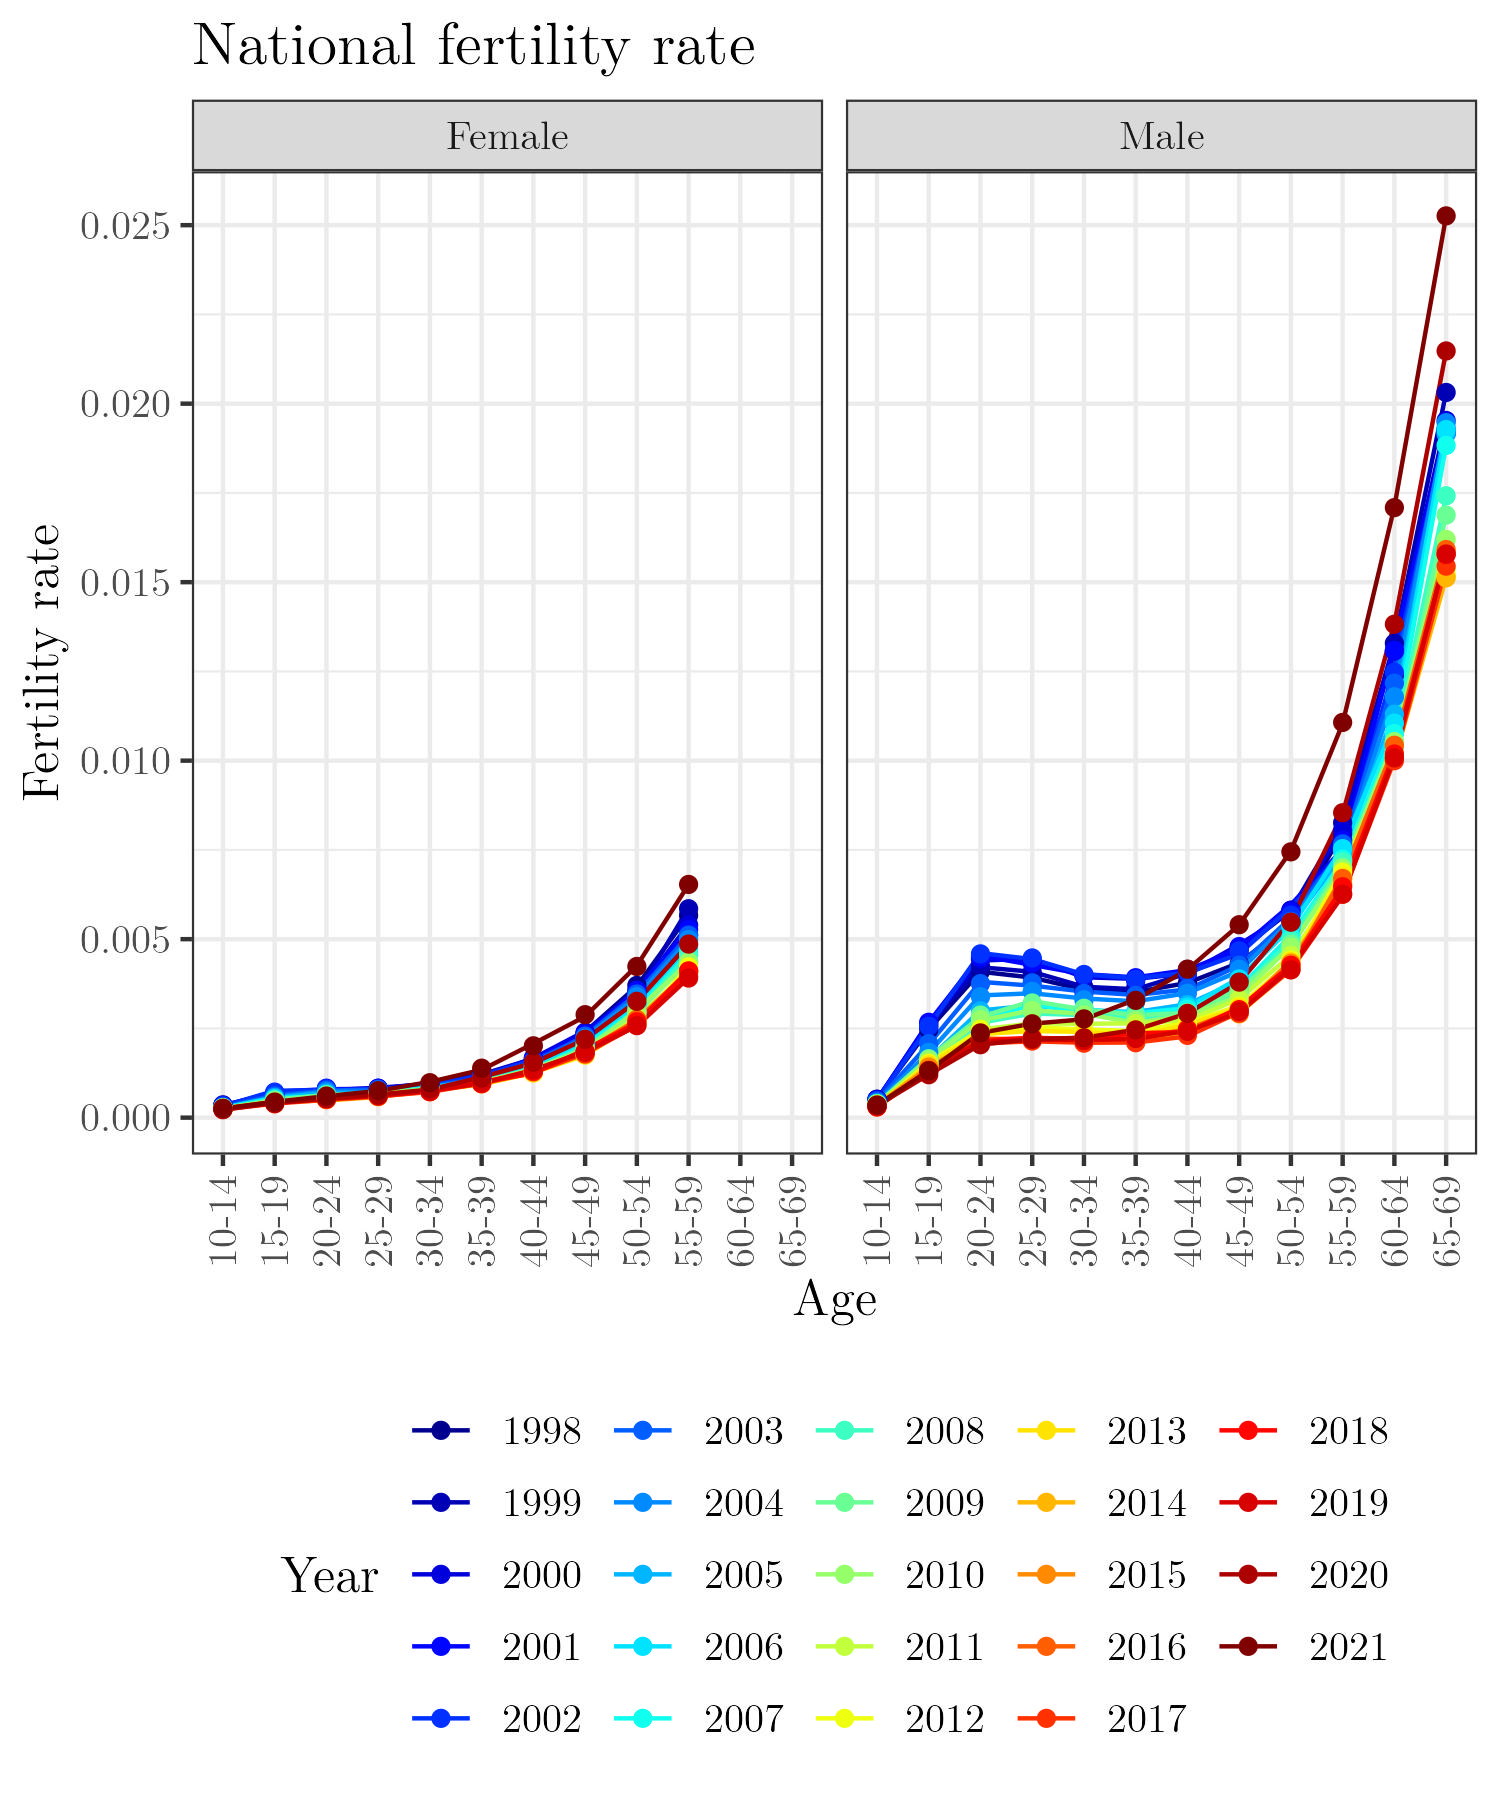 National fertility rate
Female
Male
Fertility rate
0.025
0.020
0.015
0.010
0.005
0.000
10-14 15-19 20-24 25-29 30-34 35-39 40-44 45-49 50-54 55-59 60-64 65-69
10-14 15-19 20-24 25-29 30-34 35-39 40-44 45-49 50-54 55-59 60-64 65-69
Age
Year
1998 2003 2008 2013 2018
1999 2004 2009 2014 2019
2000 2005 2010 2015 2020
2001 2006 2011 2016 2021
2002 2007 2012 2017